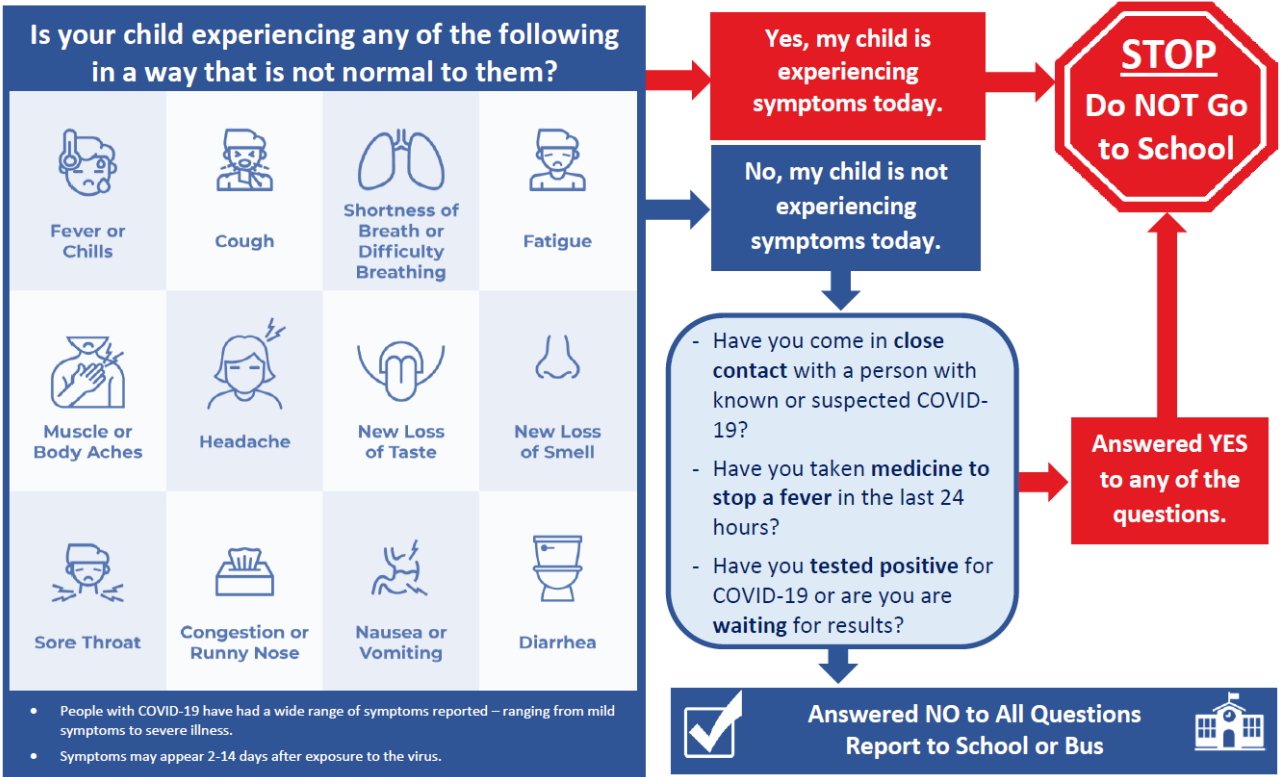 Is your child experiencing any of the following
in a way that is not normal to them?
Fever or
Chills
Cough
Shortness of
Breath or
Difficulty
Breathing
Fatigue
Muscle or
Body Aches
Headache
New Loss
of Taste
New Loss
of Smell
Sore Throat
Congestion or
Runny Nose
Nausea or
Vomiting
Diarrhea
• People with COVID-19 have had a wide range of symptoms reported – ranging from mild
symptoms to severe illness.
• Symptoms may appear 2-14 days after exposure to the virus.
Yes, my child is
experiencing
symptoms today.
STOP
Do NOT Go
to School
No, my child is not
experiencing
symptoms today.
- Have you come in close
contact with a person with
known or suspected COVID-
19?
- Have you taken medicine to
stop a fever in the last 24
hours?
- Have you tested positive for
COVID-19 or are you are
waiting for results?
Answered YES
to any of the
questions.
Answered NO to All Questions
Report to School or Bus